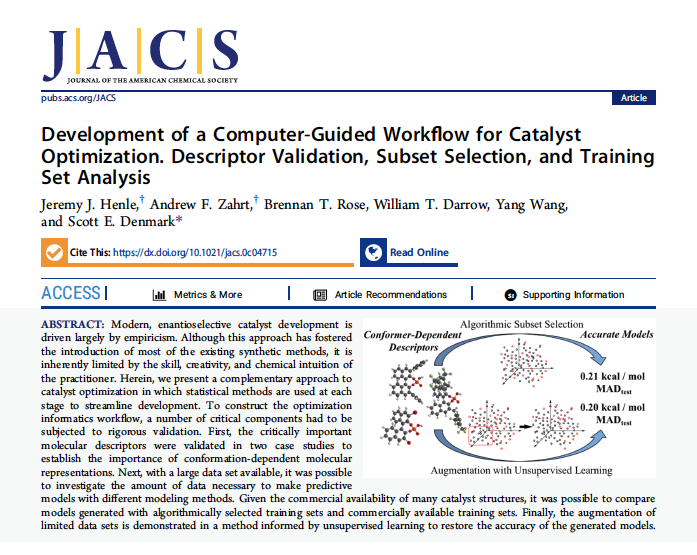 J|A|C|S
JOURNAL OF THE AMERICAN CHEMICAL SOCIETY
pubs.acs.org/JACS
Article
Development of a Computer-Guided Workflow for Catalyst
Optimization. Descriptor Validation, Subset Selection, and Training
Set Analysis
Jeremy J. Henle,† Andrew F. Zahrt,† Brennan T. Rose, William T. Darrow, Yang Wang,
and Scott E. Denmark*
Cite This: https://dx.doi.org/10.1021/jacs.0c04715
Read Online
ACCESS
Metrics & More
Article Recommendations
SI Supporting Information
ABSTRACT: Modern, enantioselective catalyst development is
driven largely by empiricism. Although this approach has fostered
the introduction of most of the existing synthetic methods, it is
inherently limited by the skill, creativity, and chemical intuition of
the practitioner. Herein, we present a complementary approach to
catalyst optimization in which statistical methods are used at each
stage to streamline development. To construct the optimization
informatics workflow, a number of critical components had to be
subjected to rigorous validation. First, the critically important
molecular descriptors were validated in two case studies to
establish the importance of conformation-dependent molecular
representations. Next, with a large data set available, it was possible
to investigate the amount of data necessary to make predictive
models with different modeling methods. Given the commercial availability of many catalyst structures, it was possible to compare
models generated with algorithmically selected training sets and commercially available training sets. Finally, the augmentation of
limited data sets is demonstrated in a method informed by unsupervised learning to restore the accuracy of the generated models.
Algorithmic Subset Selection
Conformer-Dependent
Descriptors
Accurate Models
0.21 kcal / mol
MADtest
0.20 kcal / mol
MADtest
Augmentation with Unsupervised Learning